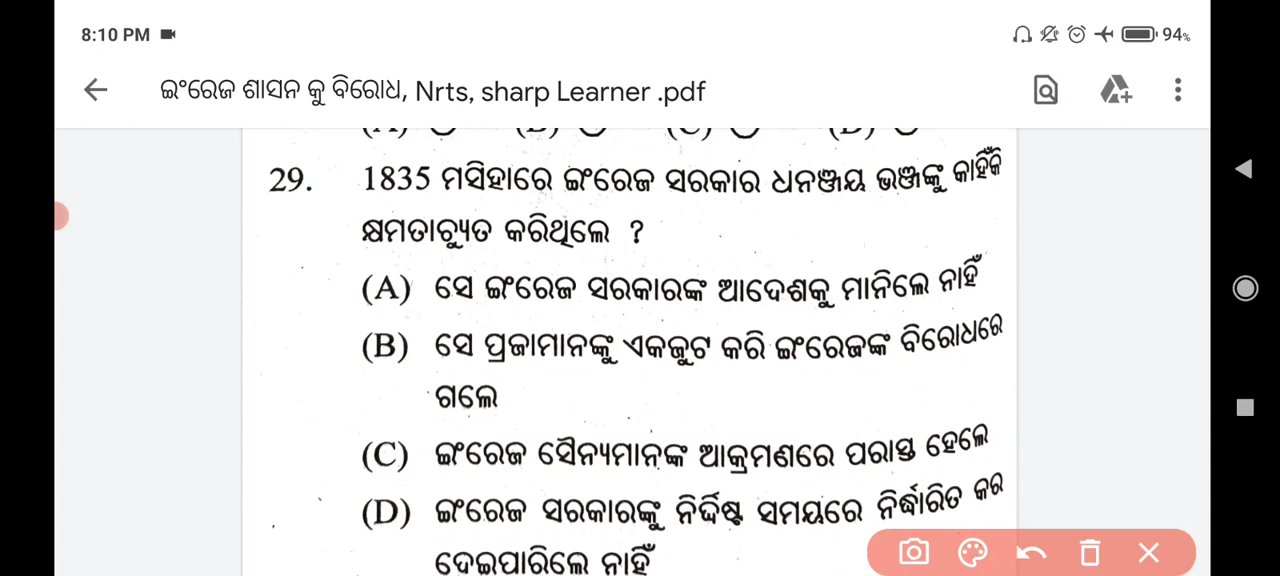 8:10 PM
94%
ଇଂରେଜ ଶାସନ କୁ ବିରୋଧ, Nrts, sharp Learner .pdf
29. 1835 ମସିହାରେ ଇଂରେଜ ସରକାର ଧନଞ୍ଜୟ ଭଞ୍ଜଙ୍କୁ କାହିଁକି
କ୍ଷମତାଚ୍ୟୁତ କରିଥିଲେ ?
(A) ସେ ଇଂରେଜ ସରକାରଙ୍କ ଆଦେଶକୁ ମାନିଲେ ନାହିଁ
(B) ସେ ପ୍ରଜାମାନଙ୍କୁ ଏକଜୁଟ କରି ଇଂରେଜଙ୍କ ବିରୋଧରେ
ଗଲେ
(C) ଇଂରେଜ ସୈନ୍ୟମାନଙ୍କ ଆକ୍ରମଣରେ ପରାସ୍ତ ହେଲେ
(D) ଇଂରେଜ ସରକାରଙ୍କୁ ନିର୍ଦ୍ଦିଷ୍ଟ ସମୟରେ ନିର୍ଦ୍ଧାରିତ କର
ଦେଇପାରିଲେ ନାହିଁ